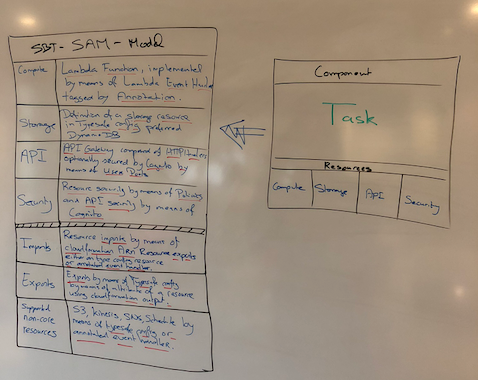 SBT - SAM - Model
Compute
Lambda Function, implemented
by means of Lambda Event Handler
tagged by Annotation.
Storage
Definition of a storage resource
in Typesafe config preferred
DynamoDB
API
API Gateway composed of HTTP
optionally secured by Cognito by
means of User Pools
Security
Resource security by means of Policies
and API security by means of
Cognito
Imports
Resource imports by means of
cloudformation ARN Resource exports
either in type config resource
or annotated event handler.
Exports
Exports by means of Typesafe config
by means of attribute of a resource
using cloudformation output.
Supported
non-core
resources
S3, Kinesis, SNS, Schedule by
means of typesafe config or
annotated event handler.
Component
Task
Resources
Compute
Storage
API
Security